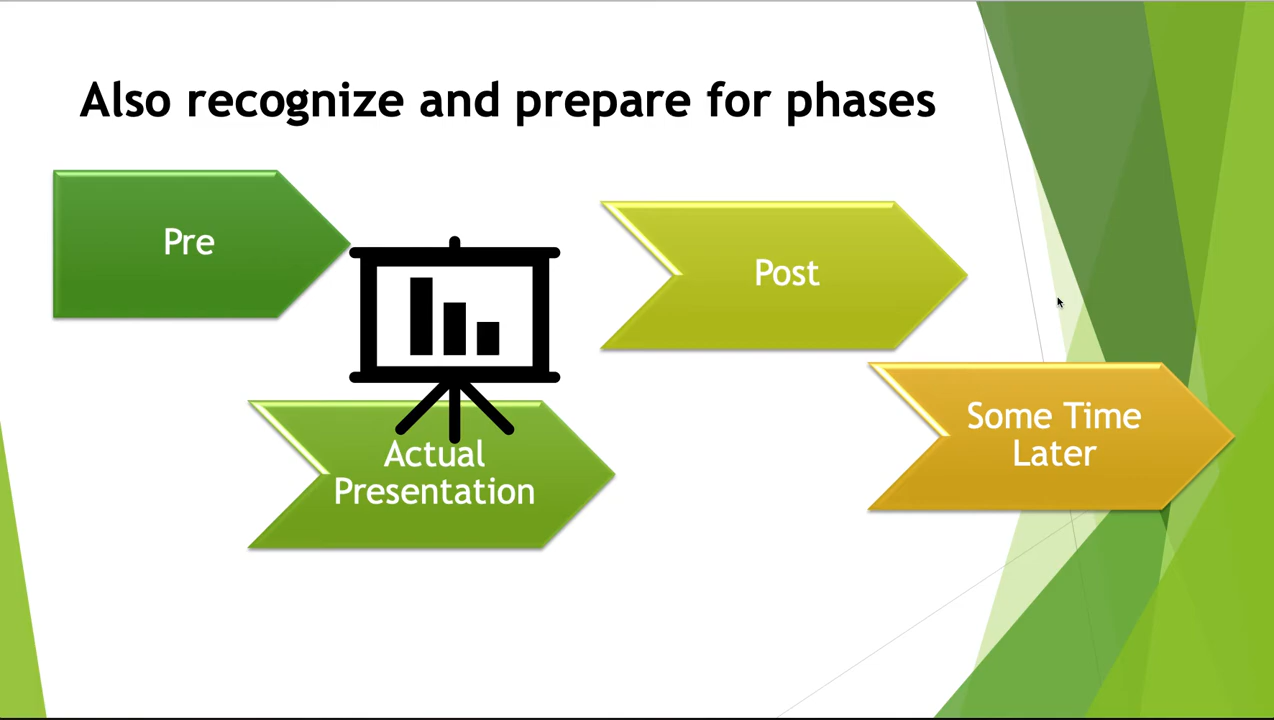 Also recognize and prepare for phases
Pre
Actual
Presentation
Post
Some Time
Later